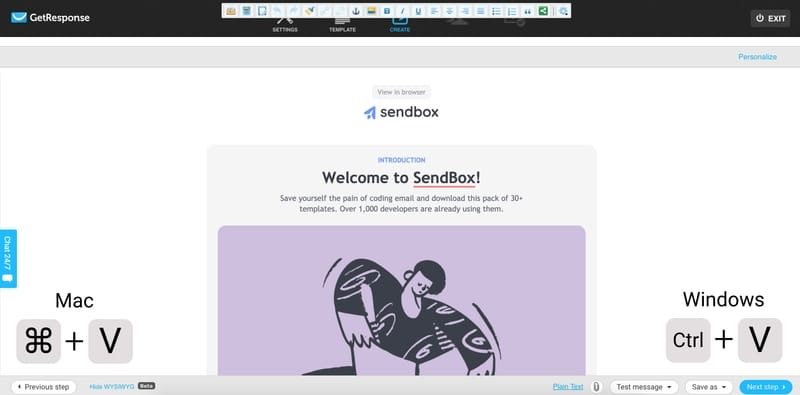 GetResponse
SETTINGS
TEMPLATE
CREATE
EXIT
Personalize
View in browser
sendbox
INTRODUCTION
Welcome to SendBox!
Save yourself the pain of coding email and download this pack of 30+
templates. Over 1,000 developers are already using them.
Chat 24/7
Mac
⌘ + V
Windows
Ctrl + V
Previous step
Hide WYSIWYG Beta
Plain Text
Test message
Save as
Next step